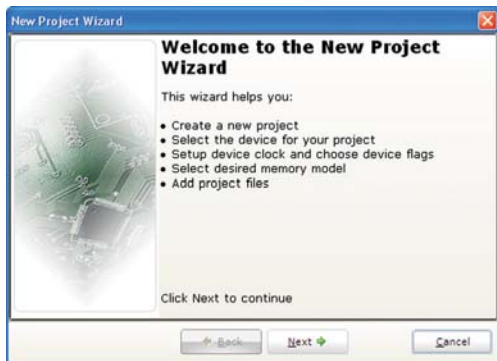 New Project Wizard
Welcome to the New Project
Wizard
This wizard helps you:
• Create a new project
• Select the device for your project
• Setup device clock and choose device flags
• Select desired memory model
• Add project files
Click Next to continue
Back
Next
Cancel